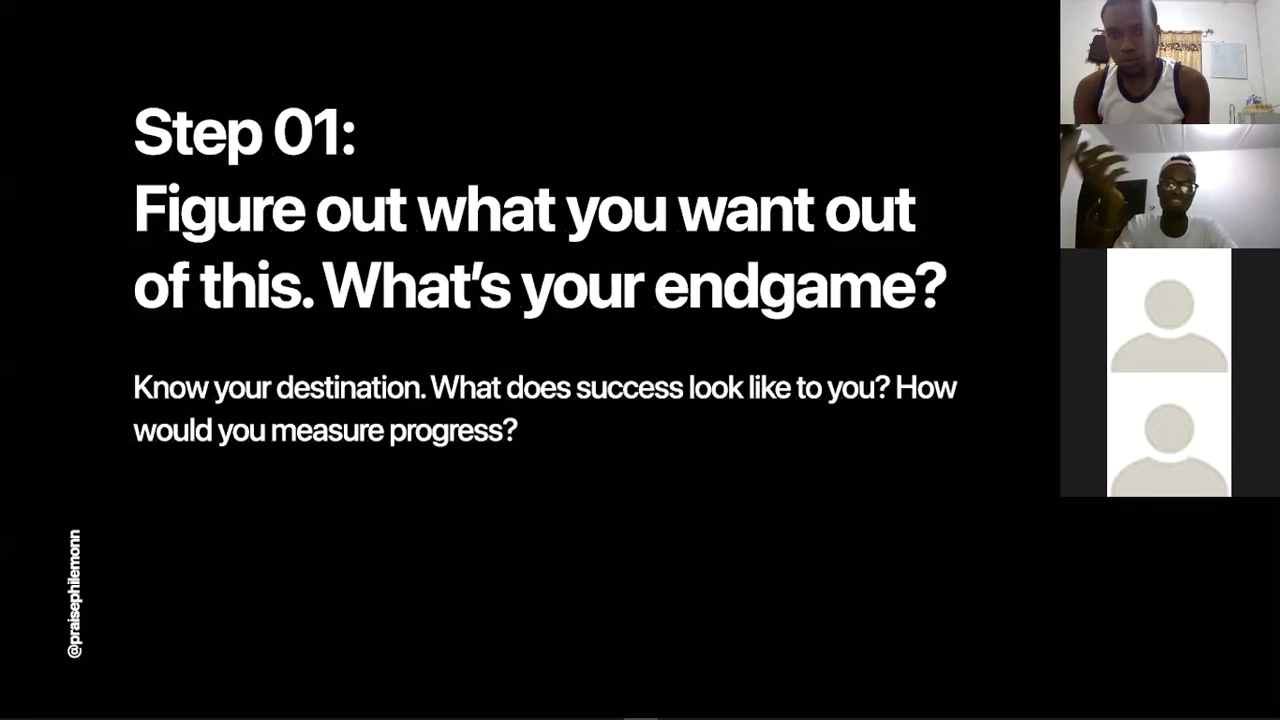 Step 01:
Figure out what you want out
of this. What’s your endgame?
Know your destination. What does success look like to you? How
would you measure progress?
@praisephilemonn